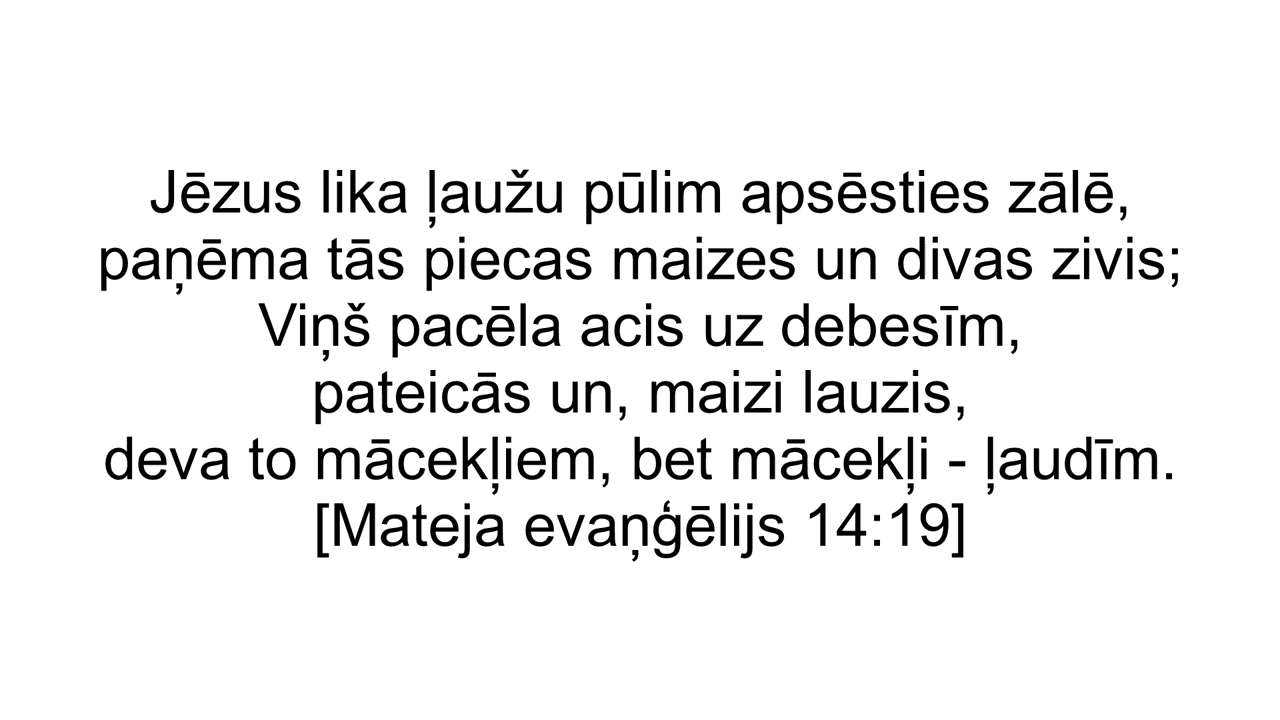 Jēzus lika ļaužu pūlim apsēsties zālē,
paņēma tās piecas maizes un divas zivis;
Viņš pacēla acis uz debesīm,
pateicās un, maizi lauzis,
deva to mācekļiem, bet mācekļi - ļaudīm.
[Mateja evaņģēlijs 14:19]